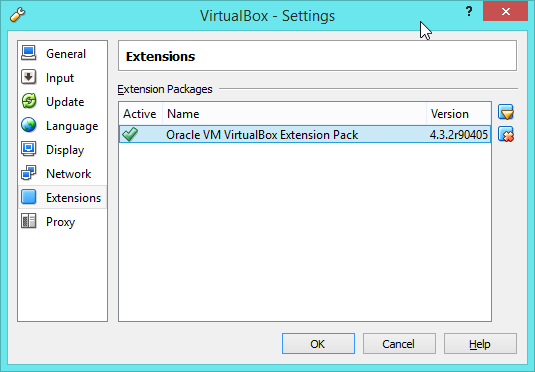 VirtualBox - Settings
?
General
Input
Update
Language
Display
Network
Extensions
Proxy
Extensions
Extension Packages
Active Name Version
Oracle VM VirtualBox Extension Pack 4.3.2r90405
OK Cancel Help